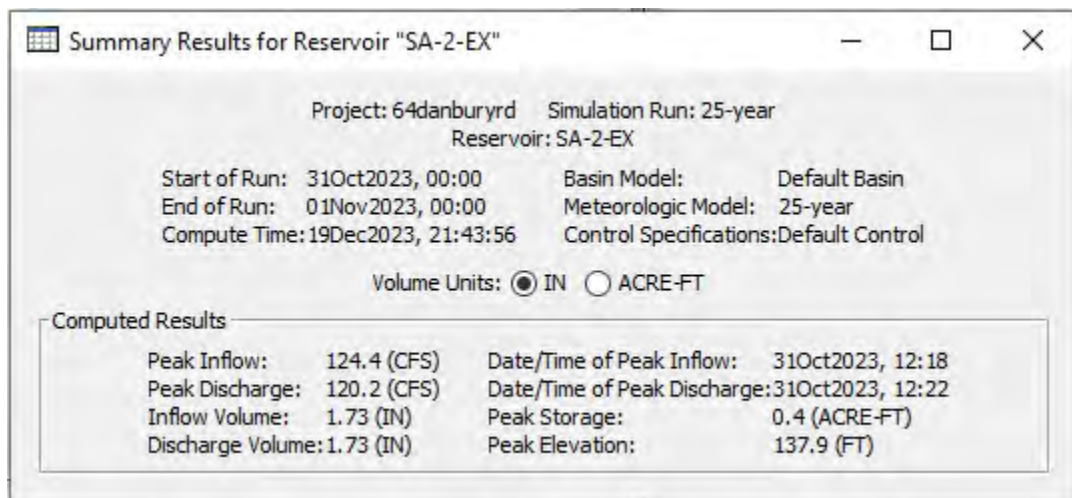 Summary Results for Reservoir "SA-2-EX"
Project: 64danburyrd Simulation Run: 25-year
Reservoir: SA-2-EX
Start of Run: 31Oct2023, 00:00 Basin Model: Default Basin
End of Run: 01Nov2023, 00:00 Meteorologic Model: 25-year
Compute Time:19Dec2023, 21:43:56 Control Specifications:Default Control
Volume Units: IN ACRE-FT
Computed Results
Peak Inflow: 124.4 (CFS) Date/Time of Peak Inflow: 31Oct2023, 12:18
Peak Discharge: 120.2 (CFS) Date/Time of Peak Discharge:31Oct2023, 12:22
Inflow Volume: 1.73 (IN) Peak Storage: 0.4 (ACRE-FT)
Discharge Volume:1.73 (IN) Peak Elevation: 137.9 (FT)